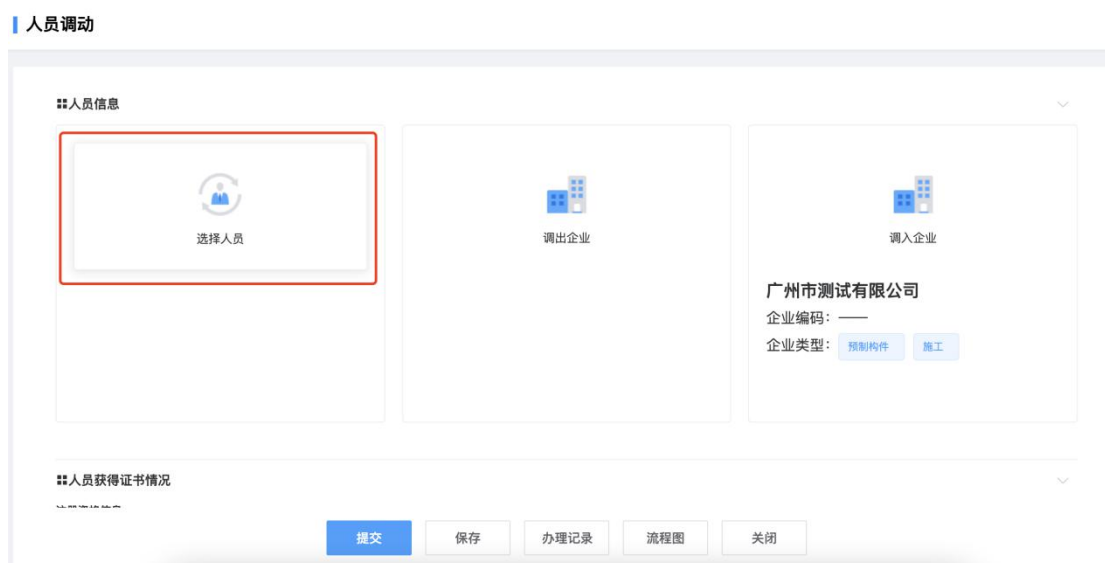 人员调动
人员信息
选择人员
调出企业
调入企业
广州市测试有限公司
企业编码：——
企业类型： 预制构件 施工
人员获得证书情况
提交 保存 办理记录 流程图 关闭